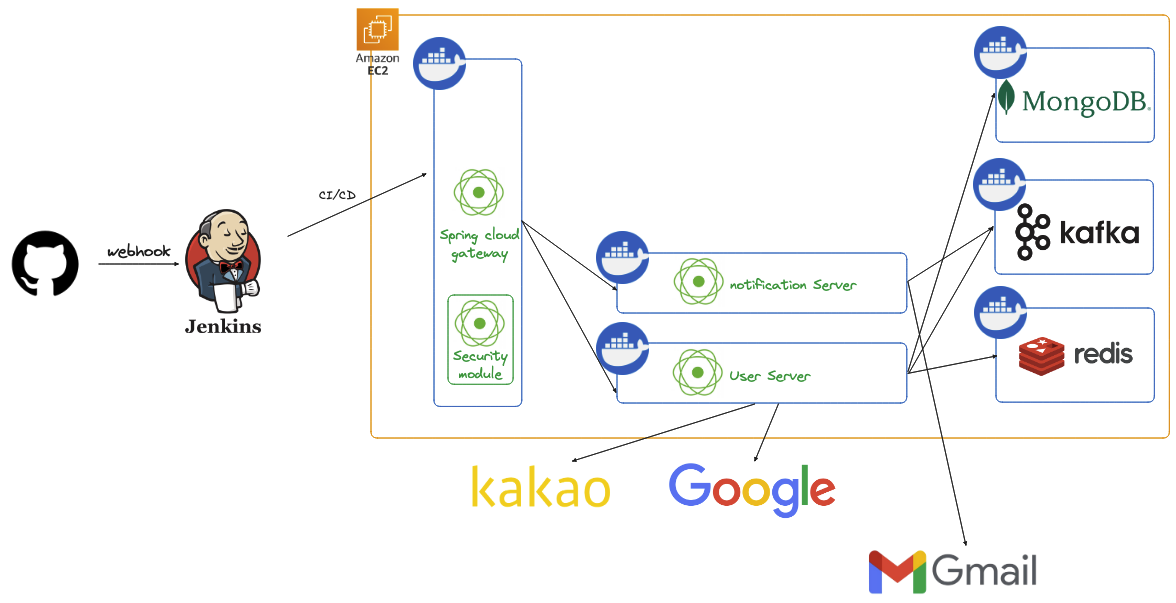 Amazon
EC2
MongoDB®
CI/CD
webhook
Spring cloud
gateway
kafka
notification Server
Jenkins
Security
module
User Server
redis
kakao
Google
Gmail